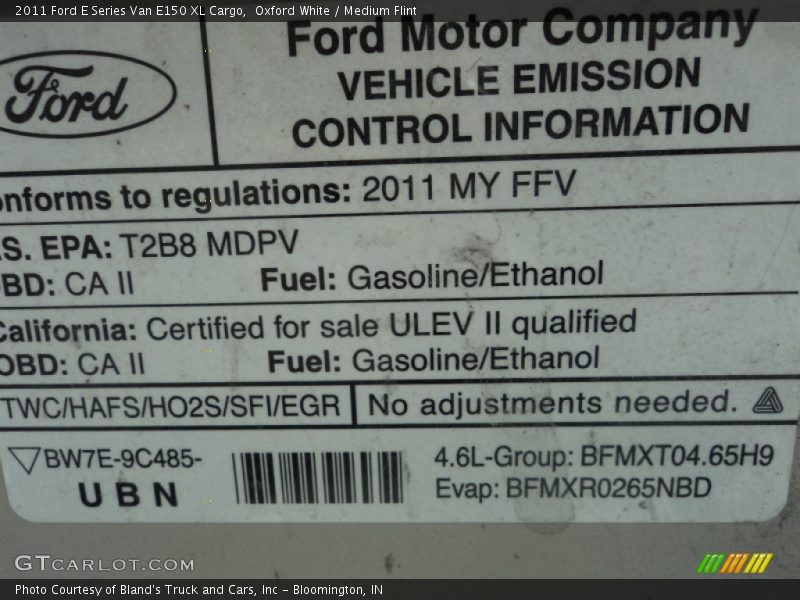 2011 Ford E Series Van E150 XL Cargo, Oxford White / Medium Flint
Ford
Ford Motor Company
VEHICLE EMISSION
CONTROL INFORMATION
onforms to regulations: 2011 MY FFV
.S. EPA: T2B8 MDPV
BD: CA II Fuel: Gasoline/Ethanol
California: Certified for sale ULEV II qualified
OBD: CA II Fuel: Gasoline/Ethanol
TWC/HAFS/HO2S/SFI/EGR No adjustments needed.
BW7E-9C485- 4.6L-Group: BFMXT04.65H9
UBN Evap: BFMXR0265NBD
GTCARLOT.COM
Photo Courtesy of Bland's Truck and Cars, Inc - Bloomington, IN